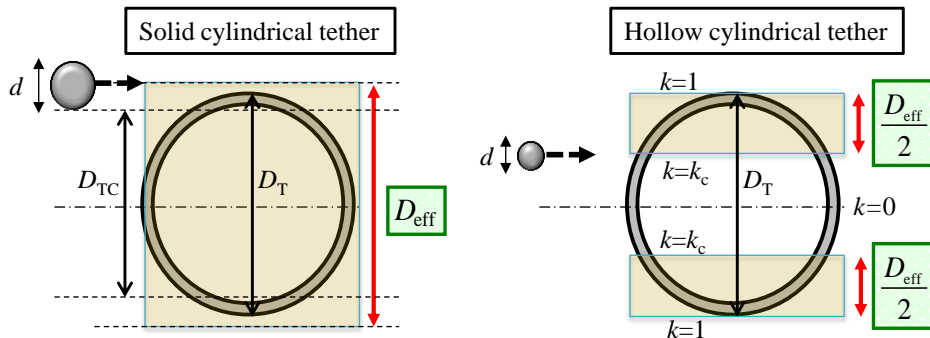 Solid cylindrical tether
d
D_TC
D_T
D_eff
Hollow cylindrical tether
k=1
D_eff
2
d
k=k_c
D_T
k=0
k=k_c
D_eff
2
k=1